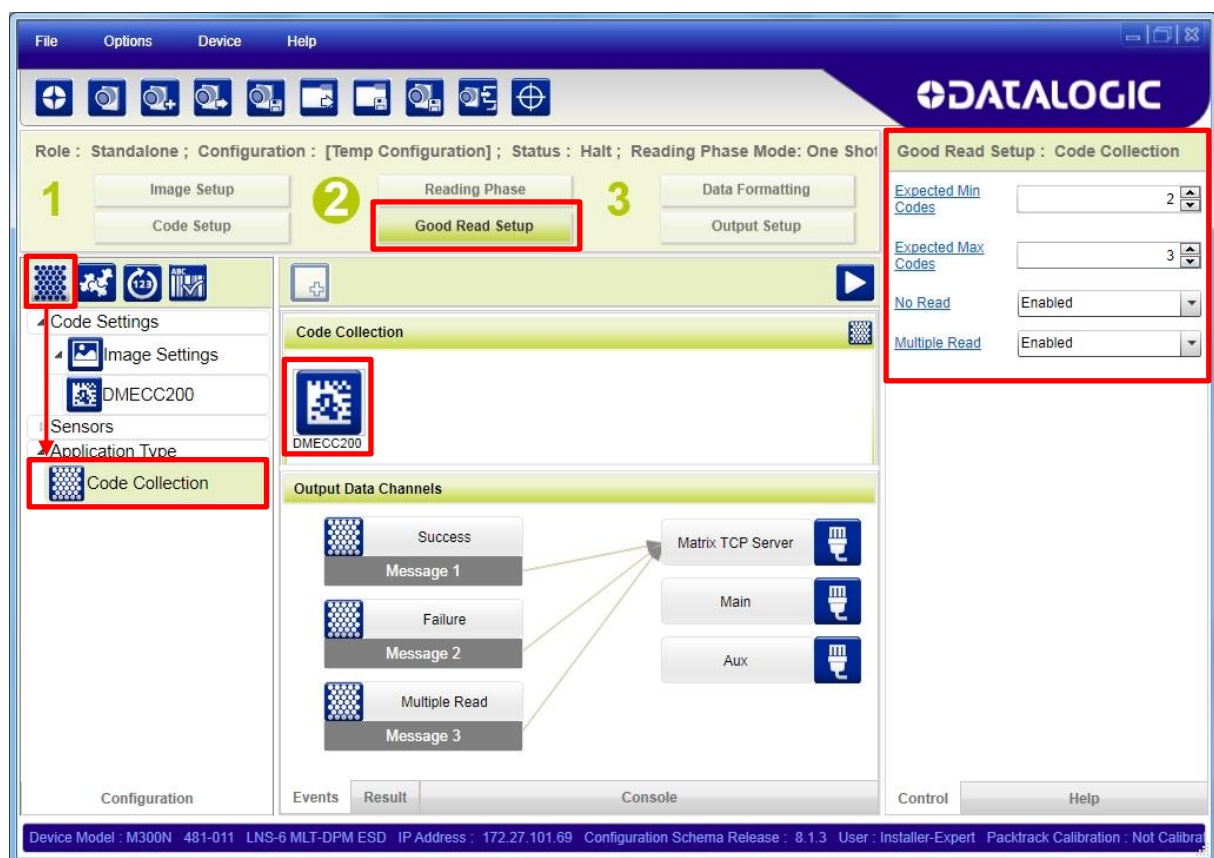 File Options Device Help
DATALOGIC
Role : Standalone ; Configuration : [Temp Configuration] ; Status : Halt ; Reading Phase Mode: One Shot
1
Image Setup
Code Setup
2
Reading Phase
Good Read Setup
3
Data Formatting
Output Setup
Good Read Setup : Code Collection
Expected Min
Codes
2
Expected Max
Codes
3
No Read Enabled
Multiple Read Enabled
123
ABC
Code Settings
Image Settings
DMECC200
Sensors
Application Type
Code Collection
Configuration
Code Collection
DMECC200
Output Data Channels
Success
Message 1
Failure
Message 2
Multiple Read
Message 3
Matrix TCP Server
Main
Aux
Events Result Console
Control Help
Device Model : M300N 481-011 LNS-6 MLT-DPM ESD IP Address : 172.27.101.69 Configuration Schema Release : 8.1.3 User : Installer-Expert Packtrack Calibration : Not Calibrat